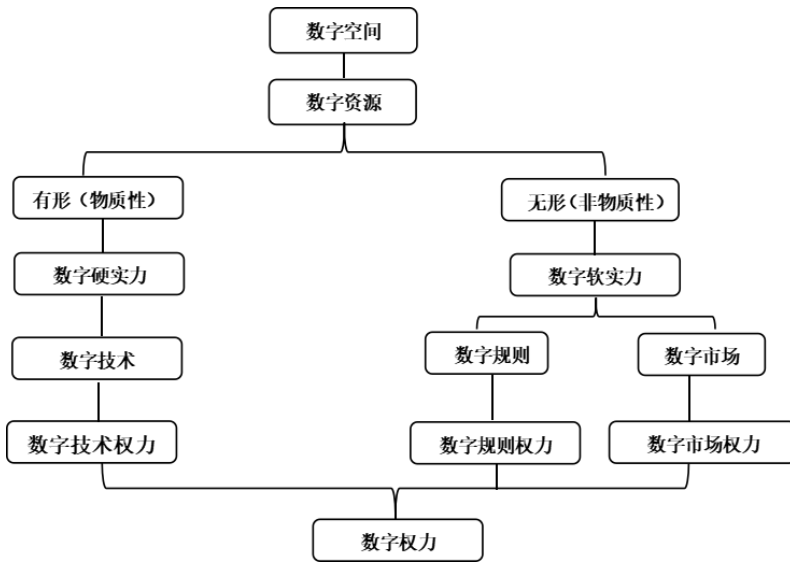 数字空间
数字资源
有形（物质性）
无形（非物质性）
数字硬实力
数字软实力
数字技术
数字规则
数字市场
数字技术权力
数字规则权力
数字市场权力
数字权力